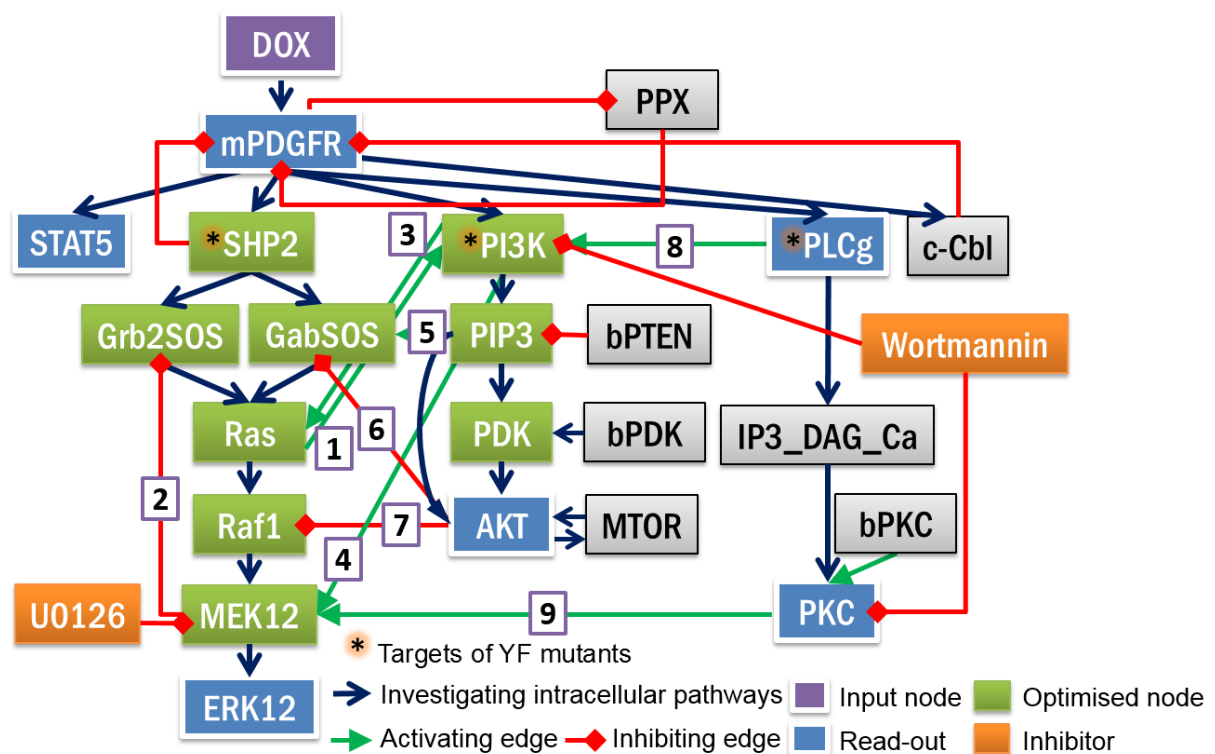 DOX
PPX
mPDGFR
STAT5
*SHP2
3
*PI3K
8
*PLCg
c-Cbl
Grb2SOS
GabSOS
5
PIP3
bPTEN
Wortmannin
Ras
1
6
PDK
bPDK
IP3_DAG_Ca
2
Raf1
7
AKT
MTOR
bPKC
4
U0126
MEK12
9
PKC
* Targets of YF mutants
ERK12
Investigating intracellular pathways
Input node
Optimised node
Activating edge
Inhibiting edge
Read-out
Inhibitor